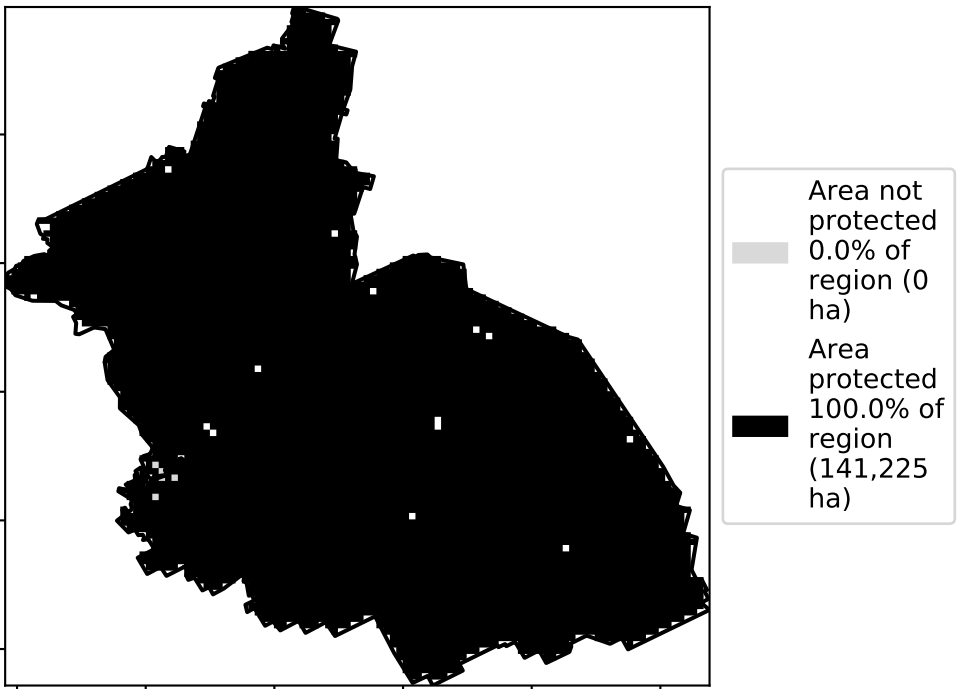 Area not
protected
0.0% of
region (0
ha)
Area
protected
100.0% of
region
(141,225
ha)